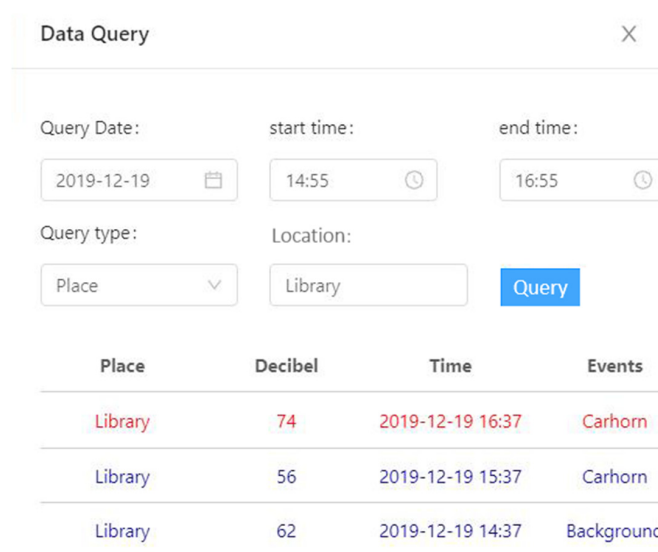 Data Query
Query Date: start time: end time:
2019-12-19 14:55 16:55
Query type: Location:
Place Library Query
Place Decibel Time Events
Library 74 2019-12-19 16:37 Carhorn
Library 56 2019-12-19 15:37 Carhorn
Library 62 2019-12-19 14:37 Background